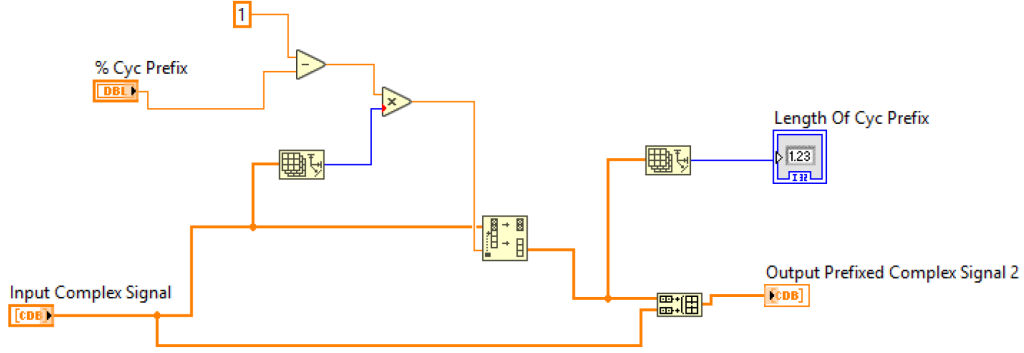 1
% Cyc Prefix
DBL
Length Of Cyc Prefix
1.23
I32
Input Complex Signal
[CDB]
Output Prefixed Complex Signal 2
CDB]